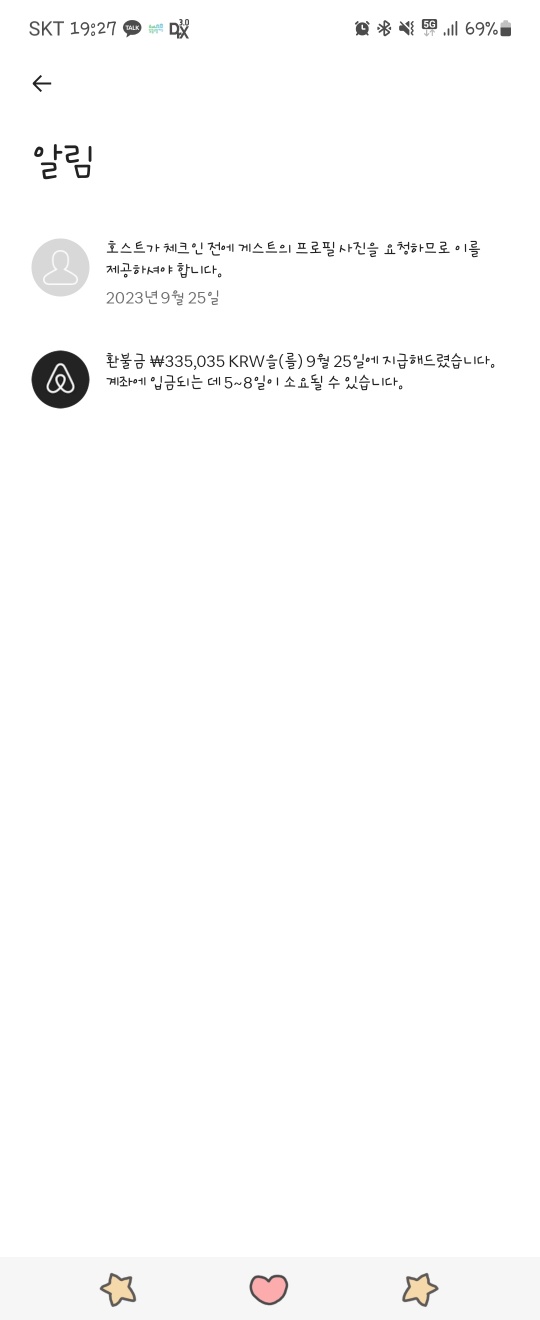 SKT 19:27 TALK DX 3.0 5G 69%
알림
호스트가 체크인 전에 게스트의 프로필 사진을 요청하므로 이를
제공하셔야 합니다.
2023년 9월 25일
환불금 ₩335,035 KRW을(를) 9월 25일에 지급해드렸습니다.
계좌에 입금되는 데 5~8일이 소요될 수 있습니다.